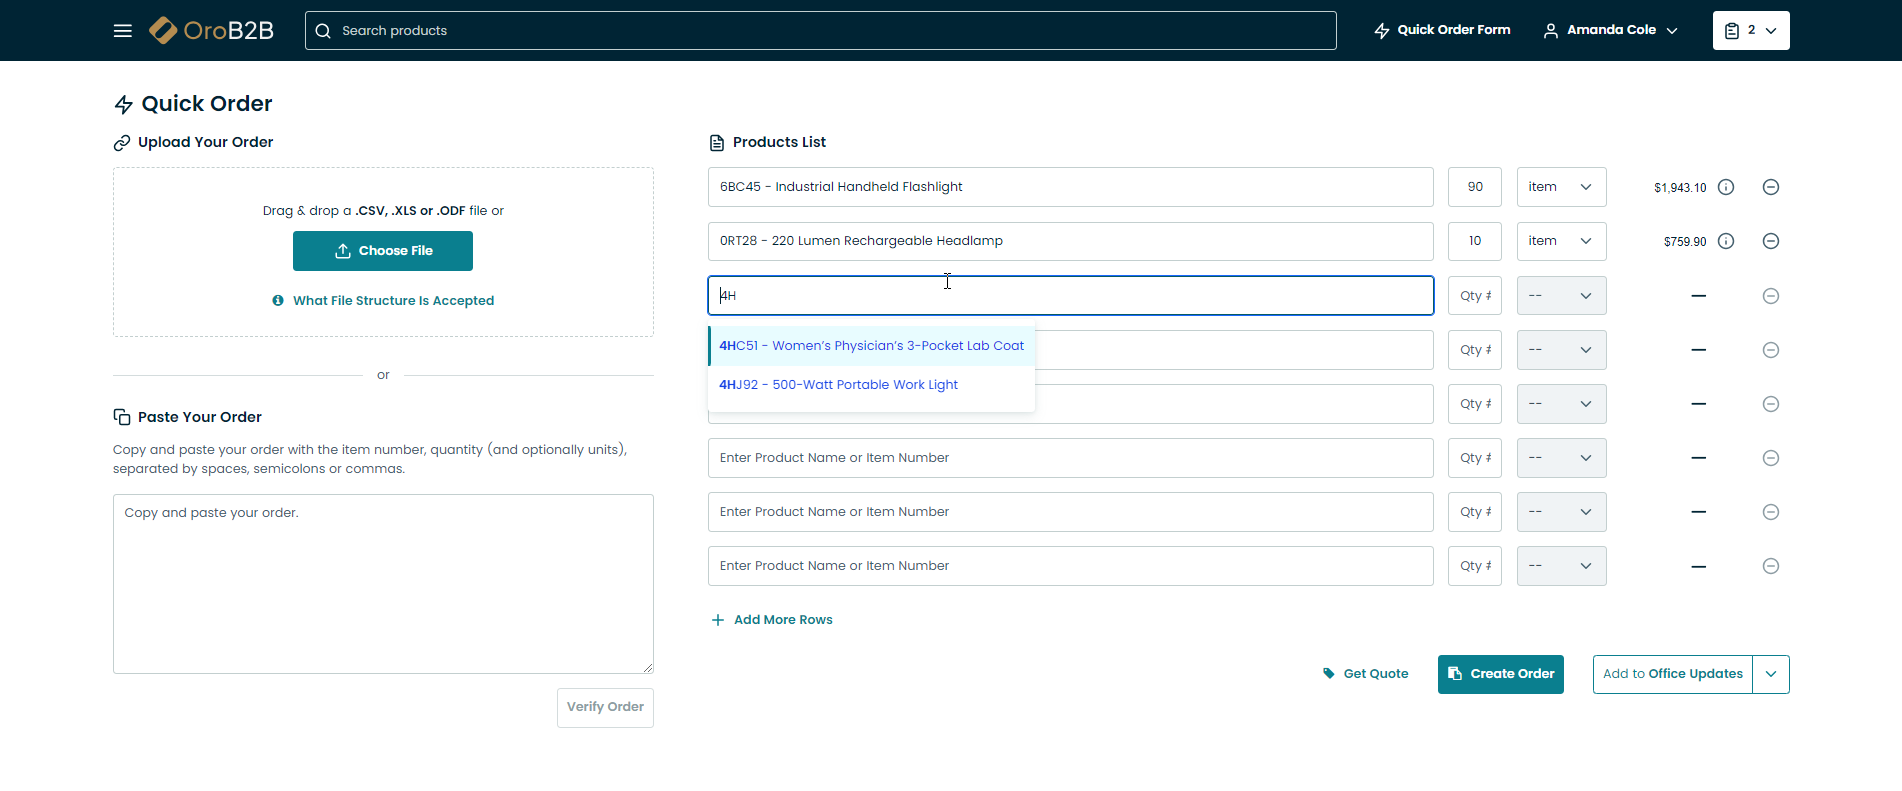 OroB2B
Search products
Quick Order Form
Amanda Cole
2
Quick Order
Upload Your Order
Drag & drop a .CSV, .XLS or .ODF file or
Choose File
What File Structure Is Accepted
or
Paste Your Order
Copy and paste your order with the item number, quantity (and optionally units),
separated by spaces, semicolons or commas.
Copy and paste your order.
Verify Order
Products List
6BC45 - Industrial Handheld Flashlight 90 item $1,943.10
0RT28 - 220 Lumen Rechargeable Headlamp 10 item $759.90
4H Qty # -- —
4HC51 - Women's Physician's 3-Pocket Lab Coat Qty # -- —
4HJ92 - 500-Watt Portable Work Light
Qty # -- —
Enter Product Name or Item Number Qty # -- —
Enter Product Name or Item Number Qty # -- —
Enter Product Name or Item Number Qty # -- —
Add More Rows
Get Quote
Create Order
Add to Office Updates